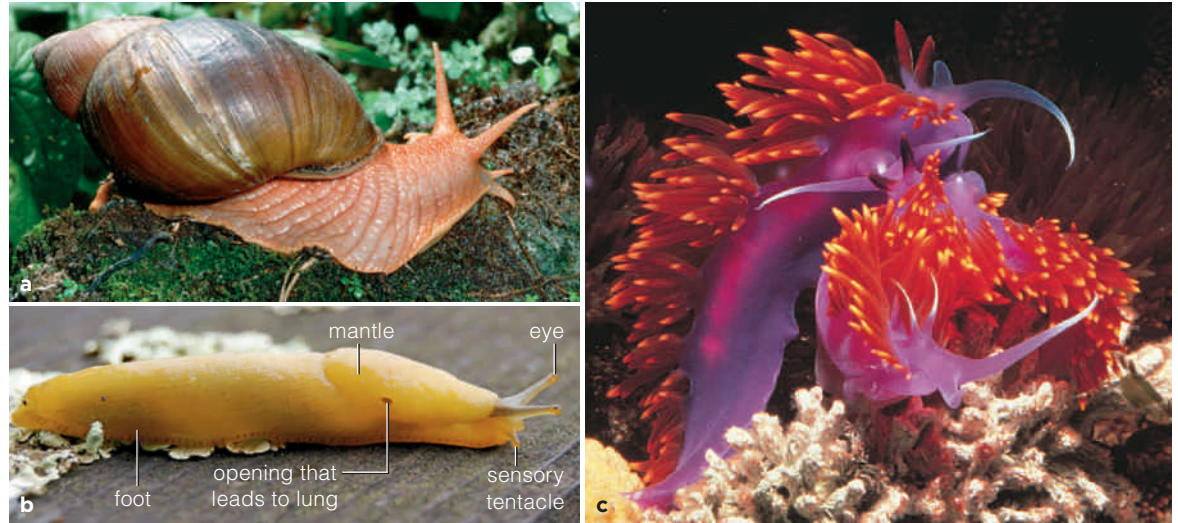 a
mantle
eye
opening that
leads to lung
foot
sensory
tentacle
b
c